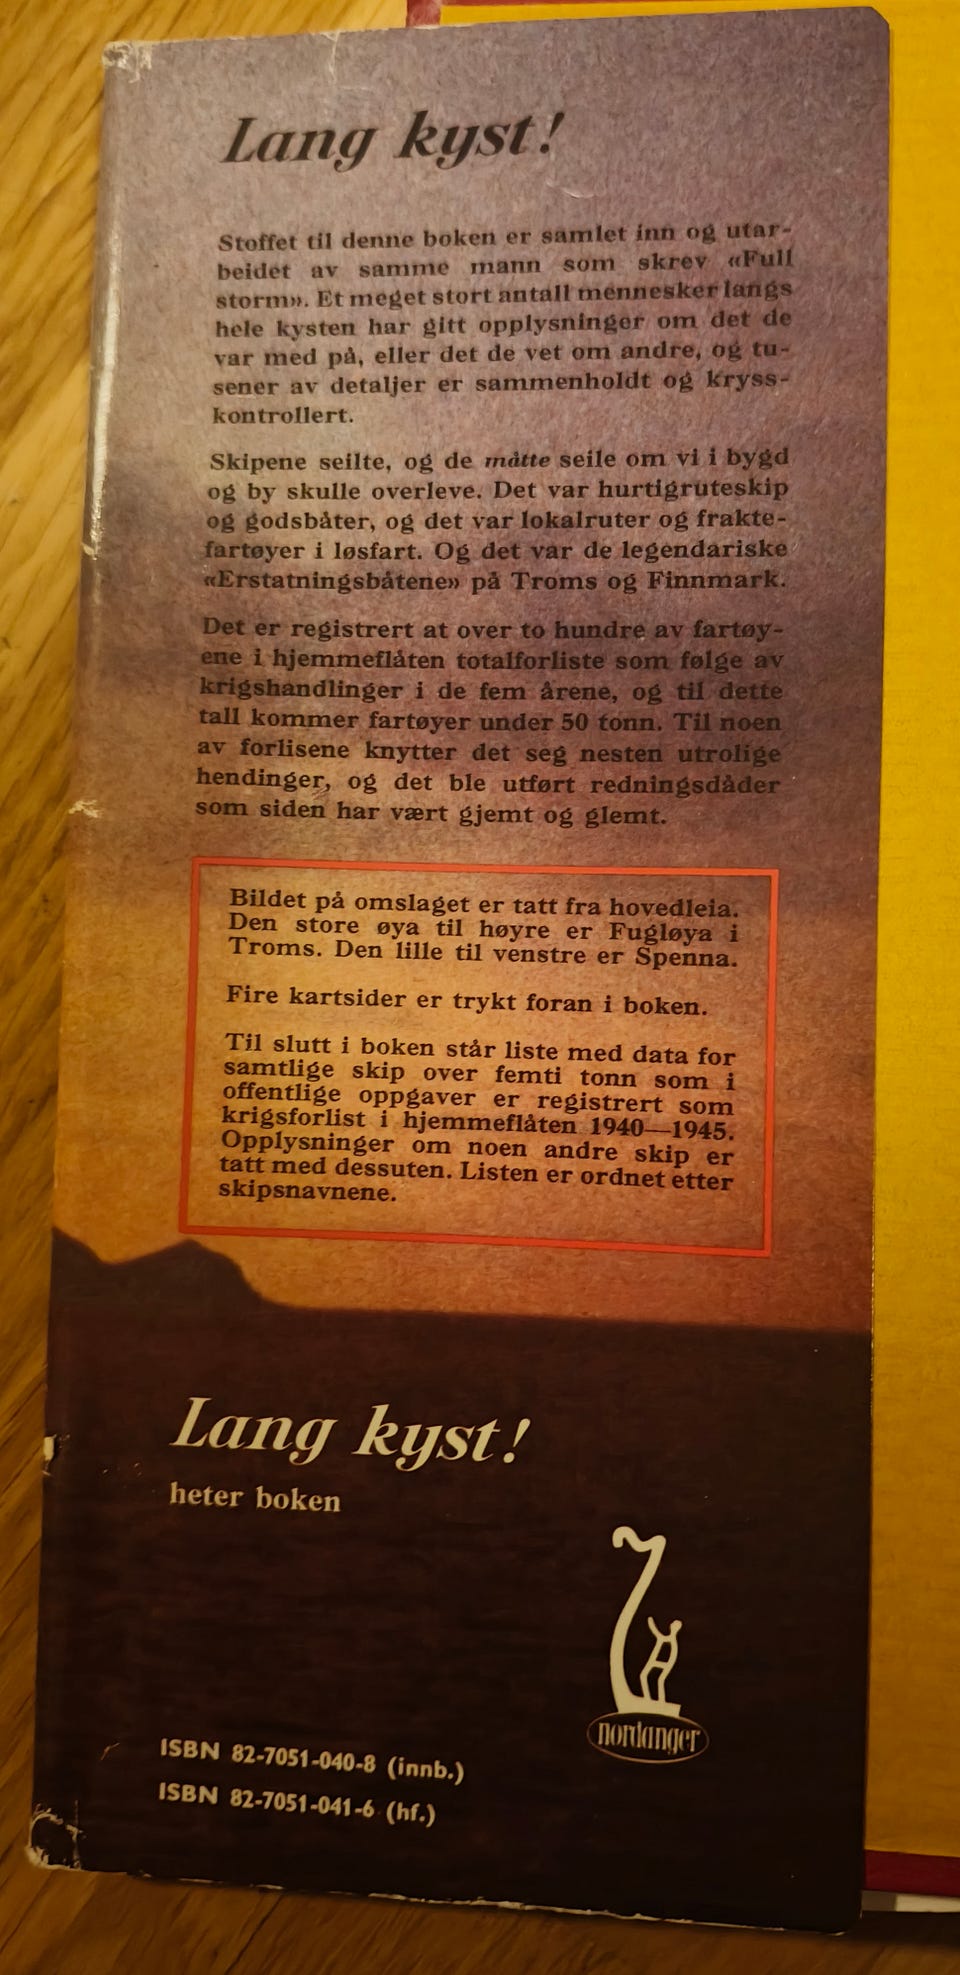 Lang kyst!
Stoffet til denne boken er samlet inn og utar-
beidet av samme mann som skrev «Full
storm». Et meget stort antall mennesker langs
hele kysten har gitt opplysninger om det de
var med på, eller det de vet om andre, og tu-
sener av detaljer er sammenholdt og kryss-
kontrollert.
Skipene seilte, og de måtte seile om vi i bygd
og by skulle overleve. Det var hurtigruteskip
og godsbåter, og det var lokalruter og frakte-
fartøyer i løsfart. Og det var de legendariske
«Erstatningsbåtene» på Troms og Finnmark.
Det er registrert at over to hundre av fartøy-
ene i hjemmeflåten totalforliste som følge av
krigshandlinger i de fem årene, og til dette
tall kommer fartøyer under 50 tonn. Til noen
av forlisene knytter det seg nesten utrolige
hendinger, og det ble utført redningsdåder
som siden har vært gjemt og glemt.
Bildet på omslaget er tatt fra hovedleia.
Den store øya til høyre er Fugløya i
Troms. Den lille til venstre er Spenna.
Fire kartsider er trykt foran i boken.
Til slutt i boken står liste med data for
samtlige skip over femti tonn som i
offentlige oppgaver er registrert som
krigsforlist i hjemmeflåten 1940—1945.
Opplysninger om noen andre skip er
tatt med dessuten. Listen er ordnet etter
skipsnavnene.
Lang kyst!
heter boken
nordanger
ISBN 82-7051-040-8 (innb.)
ISBN 82-7051-041-6 (hf.)